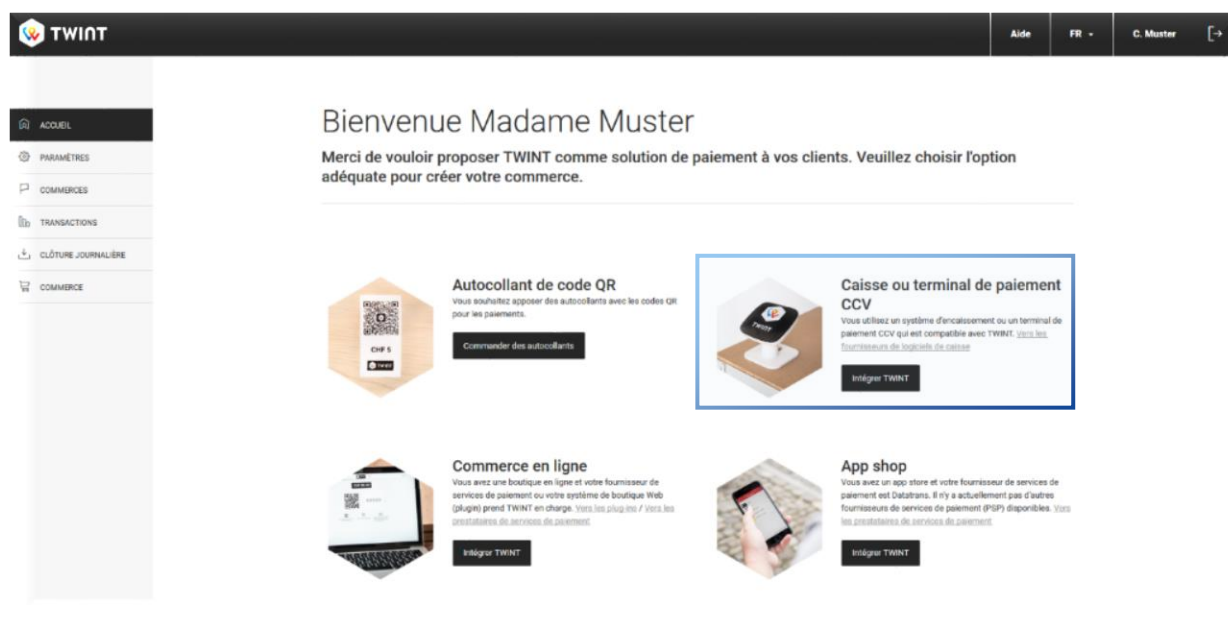 TWINT
Aide
FR
C. Muster
ACCUEIL
PARAMÈTRES
COMMERCES
TRANSACTIONS
CLÔTURE JOURNALIÈRE
COMMERCE
Bienvenue Madame Muster
Merci de vouloir proposer TWINT comme solution de paiement à vos clients. Veuillez choisir l'option
adéquate pour créer votre commerce.
CHF 5
TWINT
Autocollant de code QR
Vous souhaitez apposer des autocollants avec les codes QR
pour les paiements.
Commander des autocollants
TWINT
Caisse ou terminal de paiement
CCV
Vous utilisez un système d'encaissement ou un terminal de
paiement CCV qui est compatible avec TWINT. Vers les
fournisseurs de logiciels de caisse
Intégrer TWINT
Commerce en ligne
Vous avez une boutique en ligne et votre fournisseur de
services de paiement ou votre système de boutique Web
(plugin) prend TWINT en charge. Vers les plug-ins / Vers les
prestataires de services de paiement
Intégrer TWINT
App shop
Vous avez un app store et votre fournisseur de services de
paiement est Datatrans. Il n'y a actuellement pas d'autres
fournisseurs de services de paiement (PSP) disponibles. Vers
les prestataires de services de paiement
Intégrer TWINT